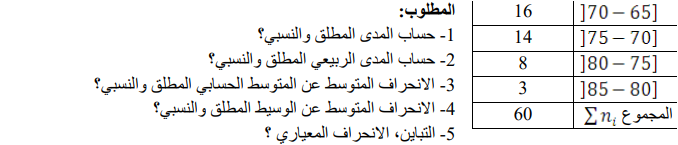 المطلوب:
1- حساب المدى المطلق والنسبي؟
2- حساب المدى الربيعي المطلق والنسبي؟
3- الانحراف المتوسط عن المتوسط الحسابي المطلق والنسبي؟
4- الانحراف المتوسط عن الوسيط المطلق والنسبي؟
5- التباين، الانحراف المعياري ؟
]70 – 65] 16
]75 – 70] 14
]80 – 75] 8
]85 – 80] 3
المجموع ∑ nᵢ 60